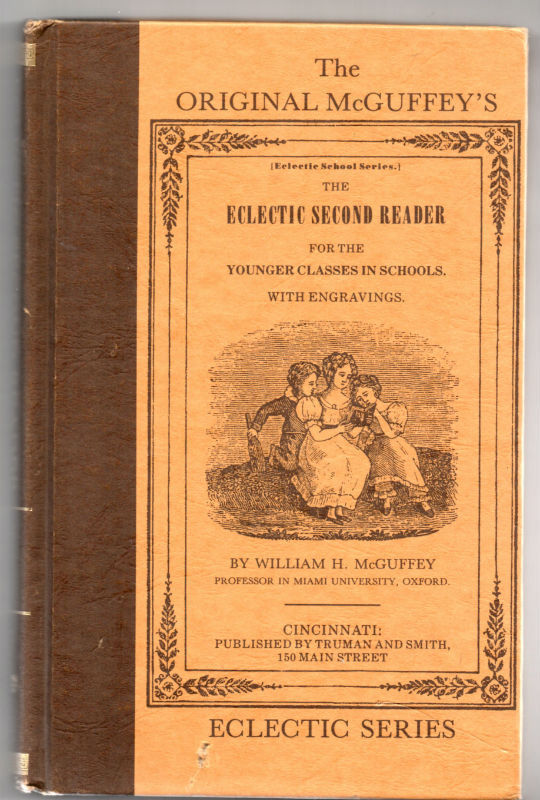 The
ORIGINAL McGUFFEY'S
[Eclectic School Series.]
THE
ECLECTIC SECOND READER
FOR THE
YOUNGER CLASSES IN SCHOOLS.
WITH ENGRAVINGS.
BY WILLIAM H. McGUFFEY
PROFESSOR IN MIAMI UNIVERSITY, OXFORD.
CINCINNATI:
PUBLISHED BY TRUMAN AND SMITH,
150 MAIN STREET
ECLECTIC SERIES